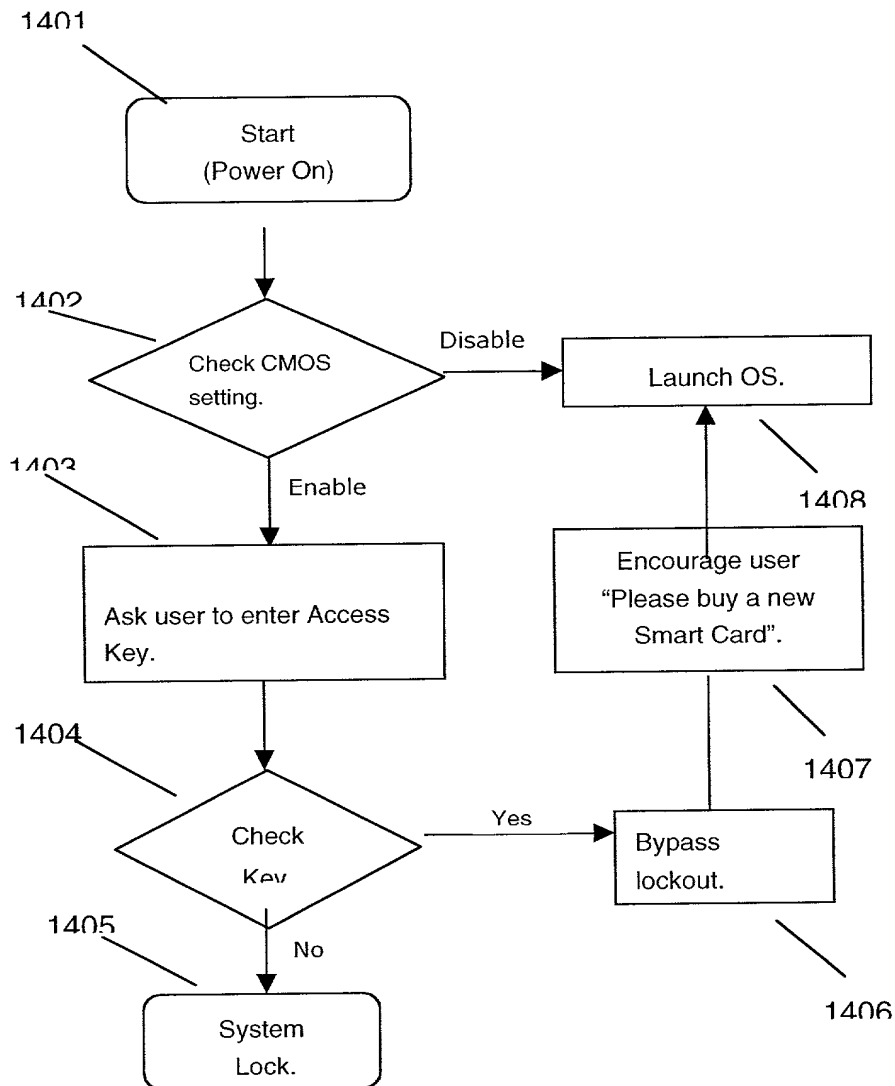 1401
Start
(Power On)
1402
Check CMOS
setting.
Disable
Launch OS.
1408
1403
Enable
Ask user to enter Access
Key.
Encourage user
“Please buy a new
Smart Card”.
1407
1404
Check
Key
Yes
Bypass
lockout.
1406
1405
No
System
Lock.